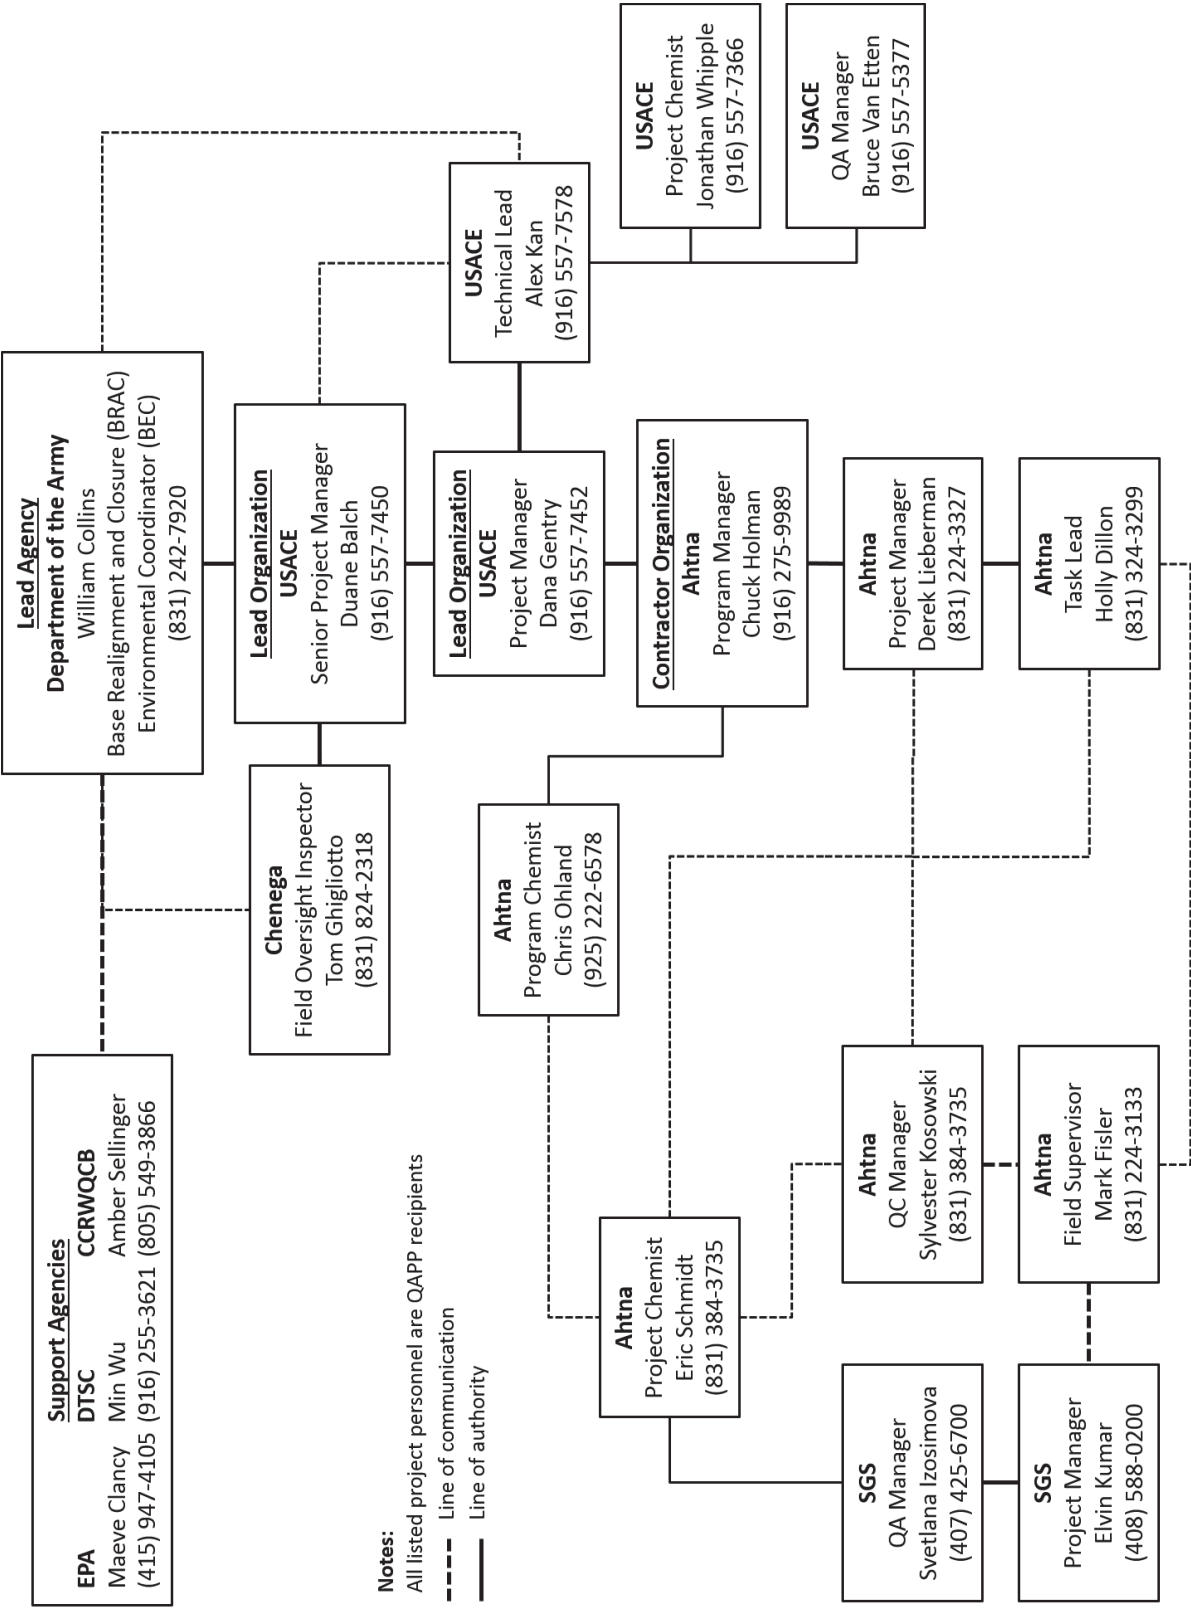 Lead Agency
Department of the Army
William Collins
Base Realignment and Closure (BRAC)
Environmental Coordinator (BEC)
(831) 242-7920
Support Agencies
EPA DTSC CCRWQCB
Maeve Clancy Min Wu Amber Sellinger
(415) 947-4105 (916) 255-3621 (805) 549-3866
Chenega
Field Oversight Inspector
Tom Ghigliotto
(831) 824-2318
Lead Organization
USACE
Senior Project Manager
Duane Balch
(916) 557-7450
Lead Organization
USACE
Project Manager
Dana Gentry
(916) 557-7452
USACE
Technical Lead
Alex Kan
(916) 557-7578
USACE
Project Chemist
Jonathan Whipple
(916) 557-7366
USACE
QA Manager
Bruce Van Etten
(916) 557-5377
Contractor Organization
Ahtna
Program Manager
Chuck Holman
(916) 275-9989
Ahtna
Program Chemist
Chris Ohland
(925) 222-6578
Ahtna
Project Manager
Derek Lieberman
(831) 224-3327
Ahtna
Task Lead
Holly Dillon
(831) 324-3299
Ahtna
Project Chemist
Eric Schmidt
(831) 384-3735
Ahtna
QC Manager
Sylvester Kosowski
(831) 384-3735
Ahtna
Field Supervisor
Mark Fisler
(831) 224-3133
SGS
QA Manager
Svetlana Izosimova
(407) 425-6700
SGS
Project Manager
Elvin Kumar
(408) 588-0200
Notes:
All listed project personnel are QAPP recipients
Line of communication
Line of authority